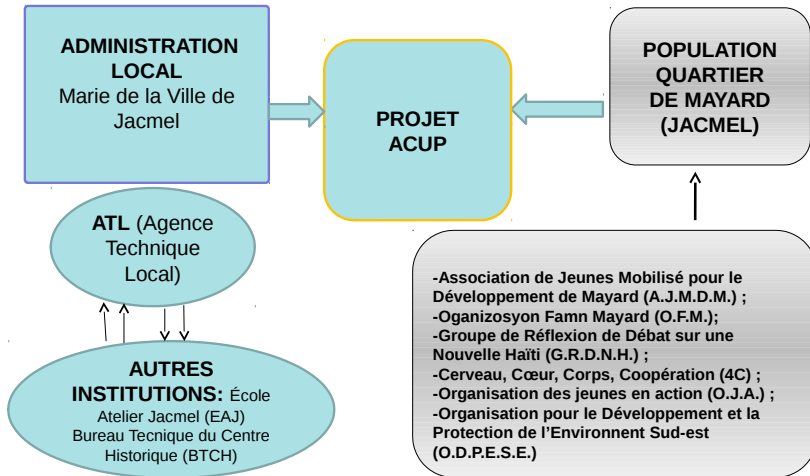 ADMINISTRATION
LOCAL
Marie de la Ville de
Jacmel
PROJET
ACUP
POPULATION
QUARTIER
DE MAYARD
(JACMEL)
ATL (Agence
Technique
Local)
AUTRES
INSTITUTIONS: École
Atelier Jacmel (EAJ)
Bureau Tecnique du Centre
Historique (BTCH)
-Association de Jeunes Mobilisé pour le
Développement de Mayard (A.J.M.D.M.) ;
-Oganizosyon Famn Mayard (O.F.M.);
-Groupe de Réflexion de Débat sur une
Nouvelle Haïti (G.R.D.N.H.) ;
-Cerveau, Cœur, Corps, Coopération (4C) ;
-Organisation des jeunes en action (O.J.A.) ;
-Organisation pour le Développement et la
Protection de l’Environnent Sud-est
(O.D.P.E.S.E.)